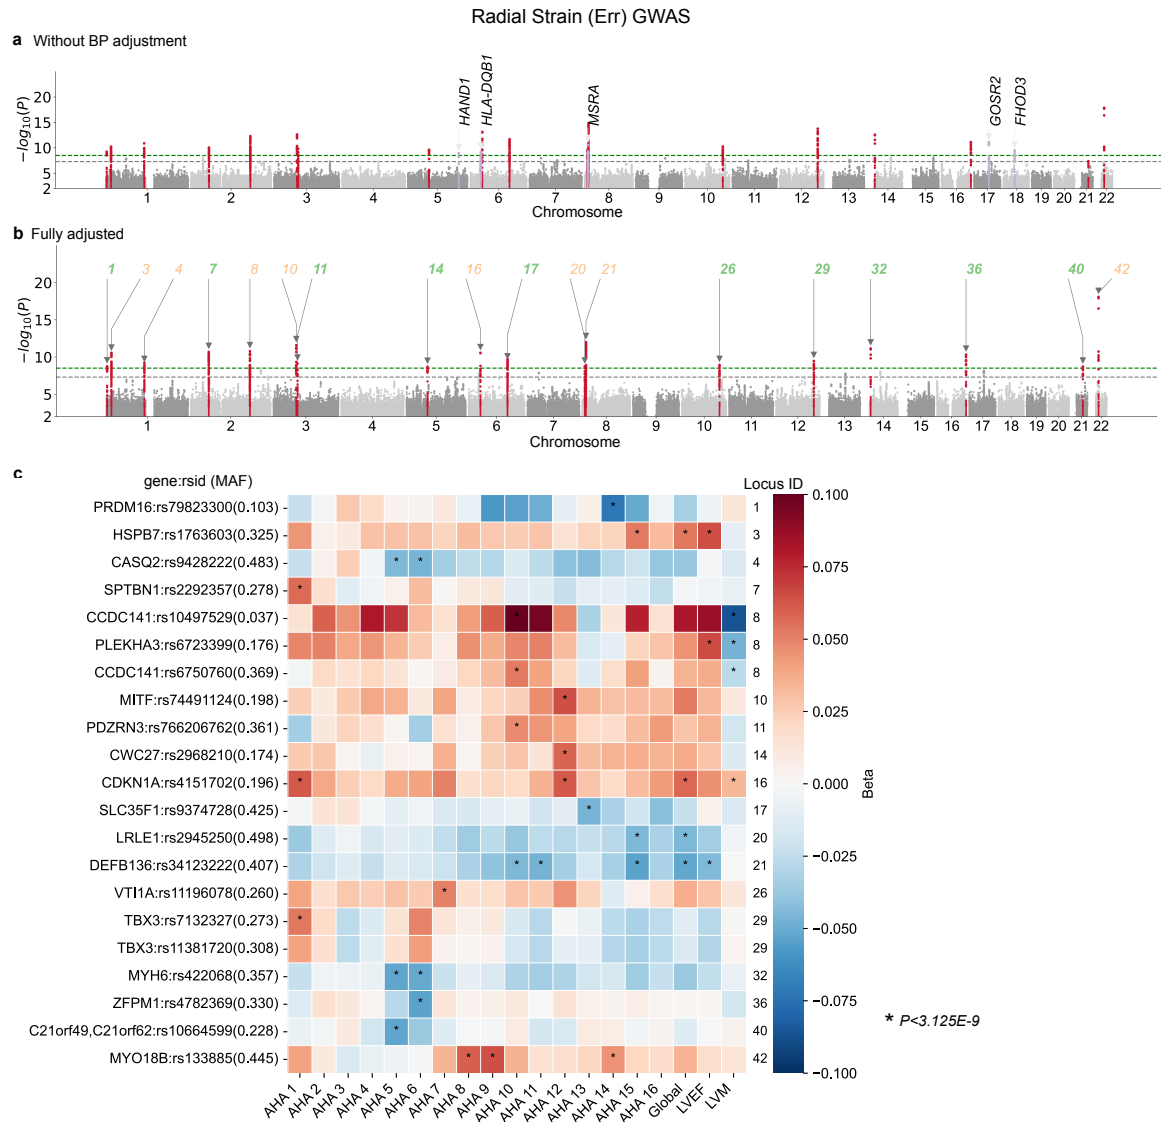 Radial Strain (Err) GWAS
a Without BP adjustment
HAND1
HLA-DQB1
MSRA
GOSR2
FHOD3
−log10(P)
20
15
10
5
2
1 2 3 4 5 6 7 8 9 10 11 12 13 14 15 16 17 18 19 20 21 22
Chromosome
b Fully adjusted
1 3 4 7 8 10 11 14 16 17 20 21 26 29 32 36 40 42
−log10(P)
20
15
10
5
2
1 2 3 4 5 6 7 8 9 10 11 12 13 14 15 16 17 18 19 20 21 22
Chromosome
c
gene:rsid (MAF)
Locus ID
PRDM16:rs79823300(0.103) 1
HSPB7:rs1763603(0.325) * * * 3
CASQ2:rs9428222(0.483) * * 4
SPTBN1:rs2292357(0.278) * 7
CCDC141:rs10497529(0.037) * * 8
PLEKHA3:rs6723399(0.176) * * 8
CCDC141:rs6750760(0.369) * * 8
MITF:rs74491124(0.198) * 10
PDZRN3:rs766206762(0.361) * 11
CWC27:rs2968210(0.174) * 14
CDKN1A:rs4151702(0.196) * * * * 16
SLC35F1:rs9374728(0.425) * 17
LRLE1:rs2945250(0.498) * * 20
DEFB136:rs34123222(0.407) * * * * * 21
VTI1A:rs11196078(0.260) * 26
TBX3:rs7132327(0.273) * 29
TBX3:rs11381720(0.308) 29
MYH6:rs422068(0.357) * * 32
ZFPM1:rs4782369(0.330) * 36
C21orf49,C21orf62:rs10664599(0.228) * 40
MYO18B:rs133885(0.445) * * * 42
AHA 1 AHA 2 AHA 3 AHA 4 AHA 5 AHA 6 AHA 7 AHA 8 AHA 9 AHA 10 AHA 11 AHA 12 AHA 13 AHA 14 AHA 15 AHA 16 Global LVEF LVM
0.100
0.075
0.050
0.025
0.000
−0.025
−0.050
−0.075
−0.100
Beta
* P<3.125E-9